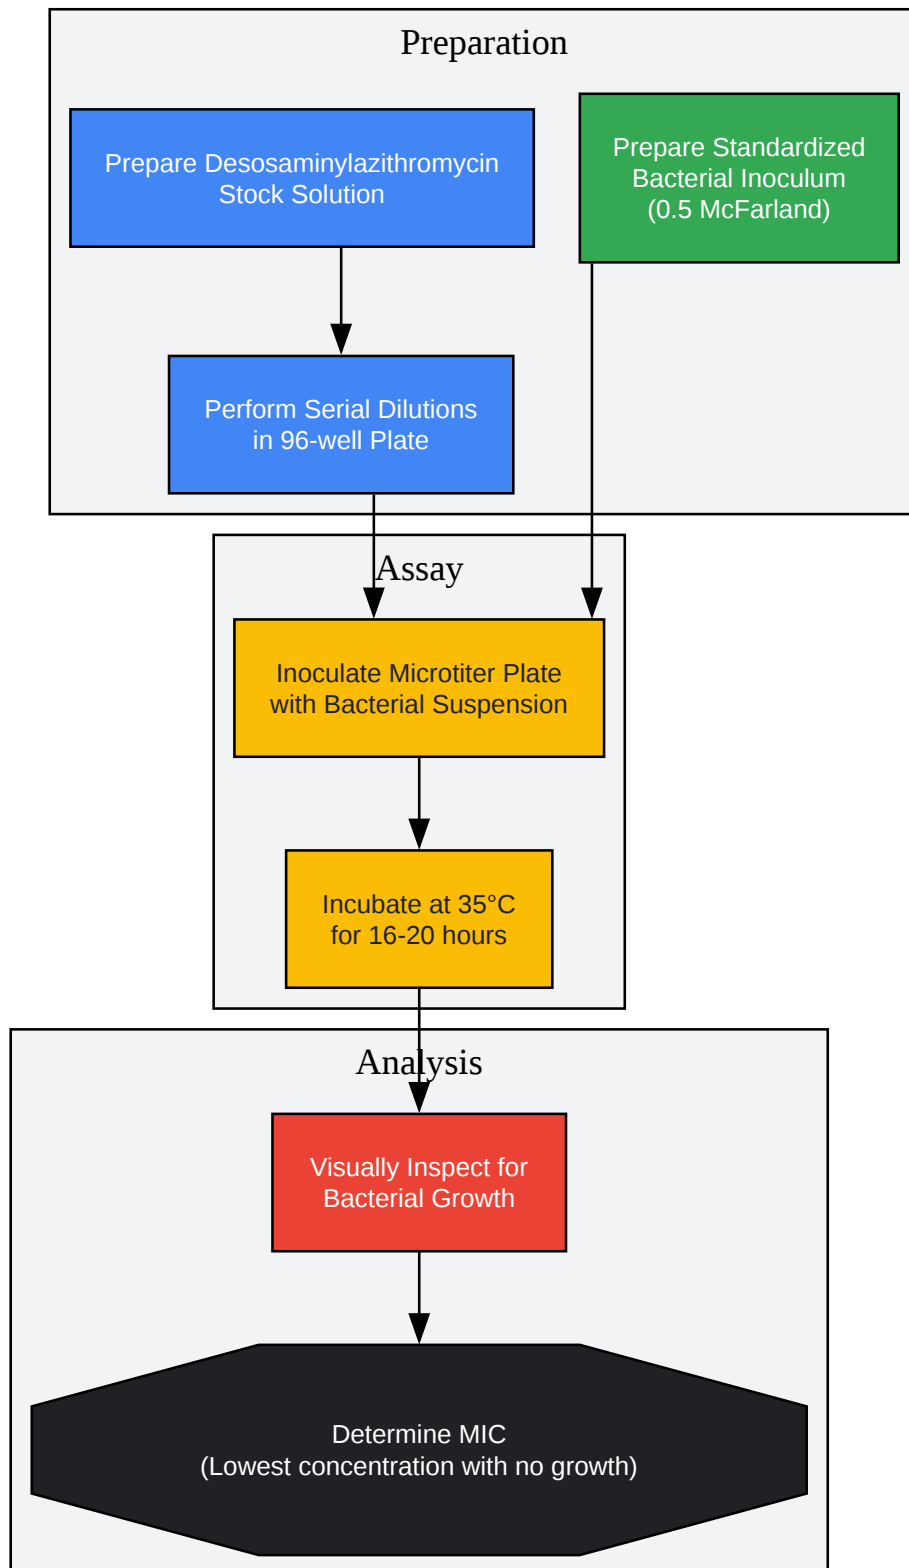 Preparation
Prepare Desosaminylazithromycin
Stock Solution
Prepare Standardized
Bacterial Inoculum
(0.5 McFarland)
Perform Serial Dilutions
in 96-well Plate
Assay
Inoculate Microtiter Plate
with Bacterial Suspension
Incubate at 35°C
for 16-20 hours
Analysis
Visually Inspect for
Bacterial Growth
Determine MIC
(Lowest concentration with no growth)